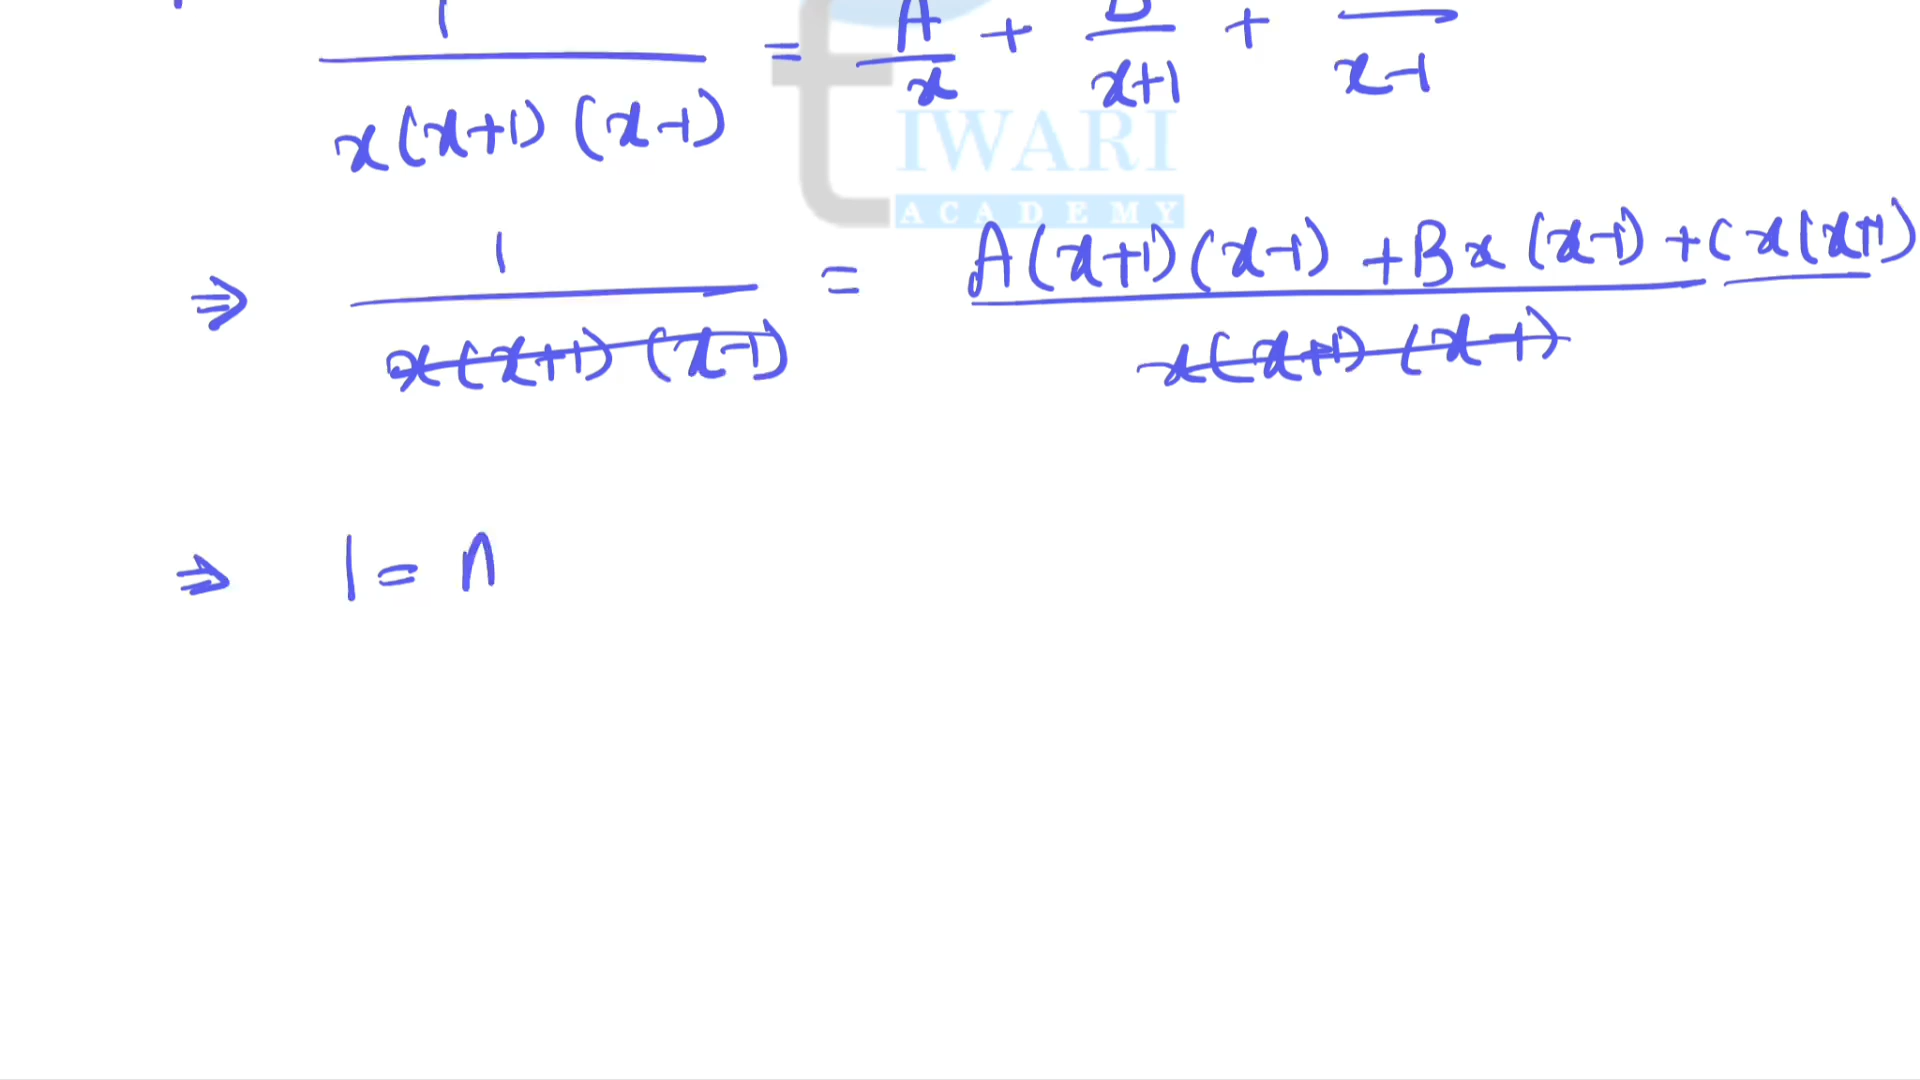 1/(x(x+1)(x-1)) = A/x + B/(x+1) + /(x-1)
IWARI
ACADEMY
⇒ 1/(x(x+1)(x-1)) = (A(x+1)(x-1) + Bx(x-1) + Cx(x+1))/(x(x+1)(x-1))
⇒ 1 =